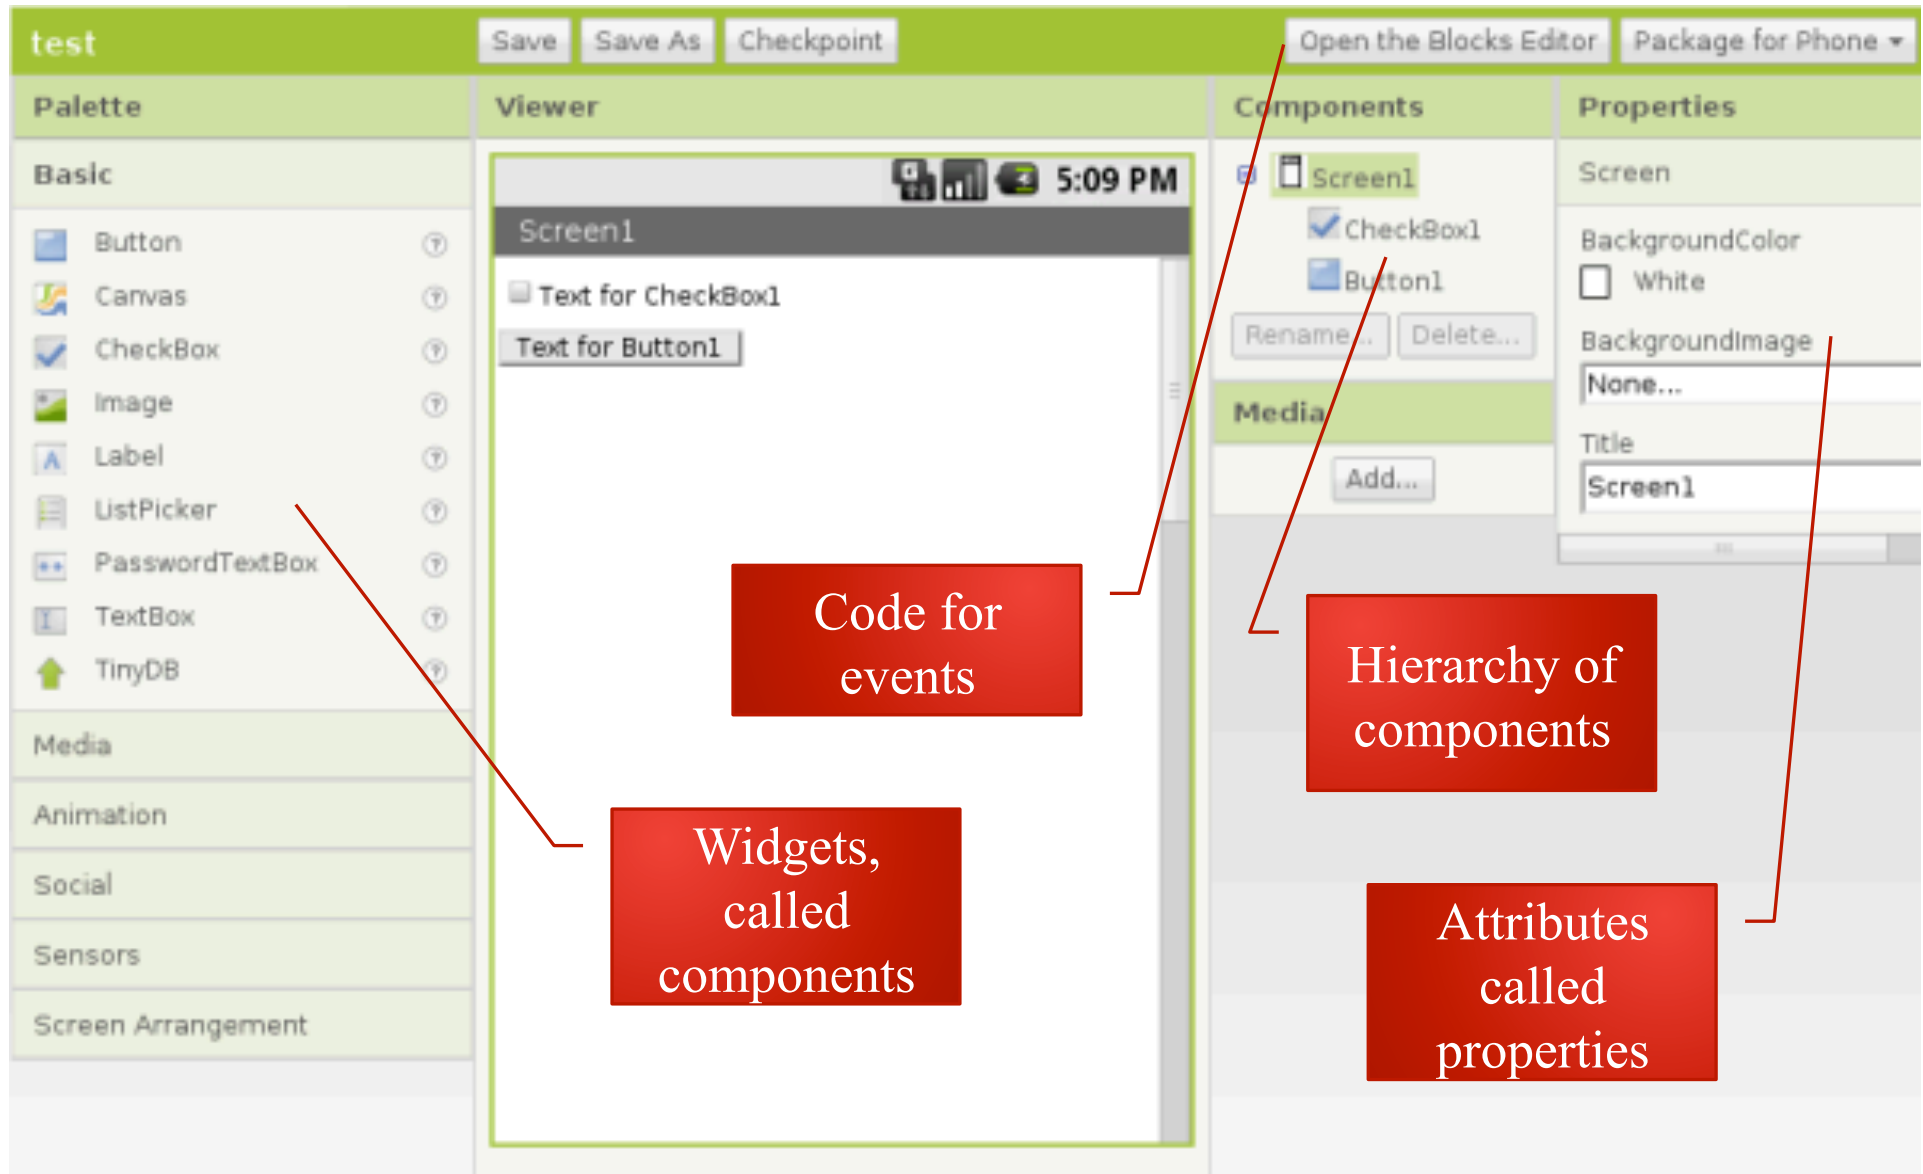 test
Save
Save As
Checkpoint
Open the Blocks Editor
Package for Phone
Palette
Viewer
Components
Properties
Basic
Button
?
Canvas
?
CheckBox
?
Image
?
Label
?
ListPicker
?
PasswordTextBox
?
TextBox
?
TinyDB
?
Media
Animation
Social
Sensors
Screen Arrangement
5:09 PM
Screen1
Text for CheckBox1
Text for Button1
Screen1
CheckBox1
Button1
Rename...
Delete...
Media
Add...
Screen
BackgroundColor
White
BackgroundImage
None...
Title
Screen1
Code for
events
Hierarchy of
components
Widgets,
called
components
Attributes
called
properties